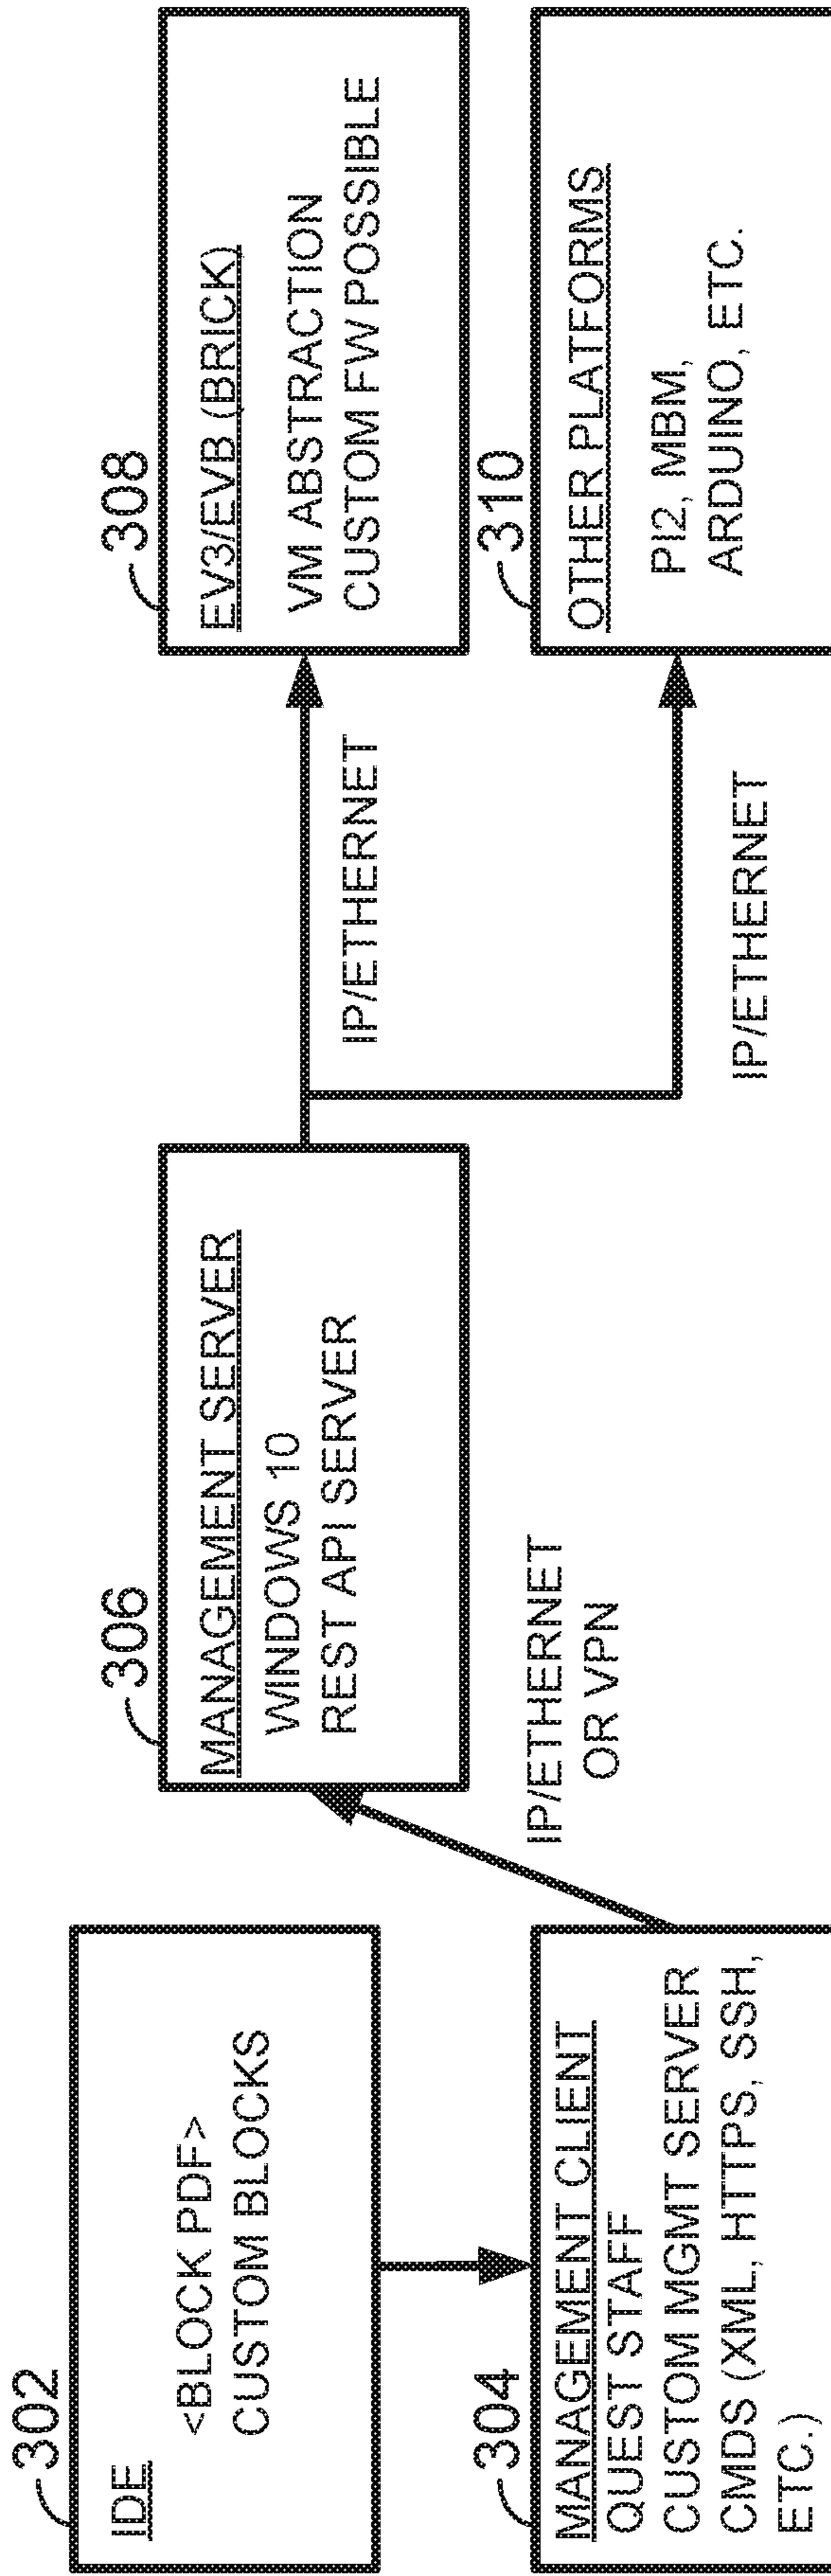 302
IDE
<BLOCK PDF>
CUSTOM BLOCKS
304
MANAGEMENT CLIENT
QUEST STAFF
CUSTOM MGMT SERVER
CMDS (XML, HTTPS, SSH,
ETC.)
IP/ETHERNET
OR VPN
306
MANAGEMENT SERVER
WINDOWS 10
REST API SERVER
IP/ETHERNET
IP/ETHERNET
308
EV3/EVB (BRICK)
VM ABSTRACTION
CUSTOM FW POSSIBLE
310
OTHER PLATFORMS
PI2, MBM,
ARDUINO, ETC.